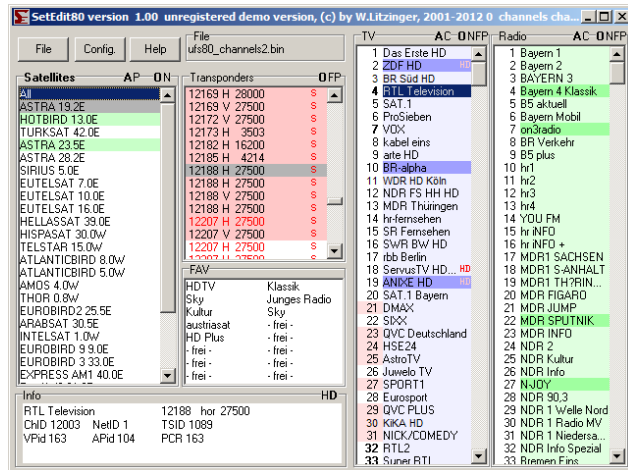 SetEdit80 version 1.00 unregistered demo version, (c) by W.Litzinger, 2001-2012 0 channels cha...
File
Config.
Help
File
ufs80_channels2.bin
Satellites AP ON
All
ASTRA 19.2E
HOTBIRD 13.0E
TURKSAT 42.0E
ASTRA 23.5E
ASTRA 28.2E
SIRIUS 5.0E
EUTELSAT 7.0E
EUTELSAT 10.0E
EUTELSAT 16.0E
HELLASSAT 39.0E
HISPASAT 30.0W
TELSTAR 15.0W
ATLANTICBIRD 8.0W
ATLANTICBIRD 5.0W
AMOS 4.0W
THOR 0.8W
EUROBIRD2 25.5E
ARABSAT 30.5E
INTELSAT 1.0W
EUROBIRD 9 9.0E
EUROBIRD 3 33.0E
EXPRESS AM1 40.0E
Transponders OFP
12169 H 28000 S
12169 V 27500 S
12172 V 27500 S
12173 H 3503 S
12182 H 16200 S
12185 H 4214 S
12188 H 27500 S
12188 H 27500 S
12188 V 27500 S
12188 V 27500 S
12207 H 27500 S
12207 V 27500 S
12207 H 27500 S
FAV
HDTV Klassik
Sky Junges Radio
Kultur Sky
austriasat - frei -
HD Plus - frei -
- frei - - frei -
- frei - - frei -
- frei - - frei -
Info HD
RTL Television 12188 hor 27500
ChID 12003 NetID 1 TSID 1089
VPid 163 APid 104 PCR 163
TV AC ONFP
1 Das Erste HD
2 ZDF HD HD
3 BR Süd HD
4 RTL Television
5 SAT.1
6 ProSieben
7 VOX
8 kabel eins
9 arte HD
10 BR-alpha
11 WDR HD Köln
12 NDR FS HH HD
13 MDR Thüringen
14 hr-fernsehen
15 SR Fernsehen
16 SWR BW HD
17 rbb Berlin
18 ServusTV HD... HD
19 ANIXE HD HD
20 SAT.1 Bayern
21 DMAX
22 SIXX
23 QVC Deutschland
24 HSE24
25 AstroTV
26 Juwelo TV
27 SPORT1
28 Eurosport
29 QVC PLUS
30 KiKA HD
31 NICK/COMEDY
32 RTL2
33 Super RTL
Radio AC ONFP
1 Bayern 1
2 Bayern 2
3 BAYERN 3
4 Bayern 4 Klassik
5 B5 aktuell
6 Bayern Mobil
7 on3radio
8 BR Verkehr
9 B5 plus
10 hr1
11 hr2
12 hr3
13 hr4
14 YOU FM
15 hr iNFO
16 hr iNFO +
17 MDR1 SACHSEN
18 MDR1 S-ANHALT
19 MDR1 TH?RIN...
20 MDR FIGARO
21 MDR JUMP
22 MDR SPUTNIK
23 MDR INFO
24 NDR 2
25 NDR Kultur
26 NDR Info
27 N-JOY
28 NDR 90,3
29 NDR 1 Welle Nord
30 NDR 1 Radio MV
31 NDR 1 Niedersa...
32 NDR Info Spezial
33 Bremen Eins